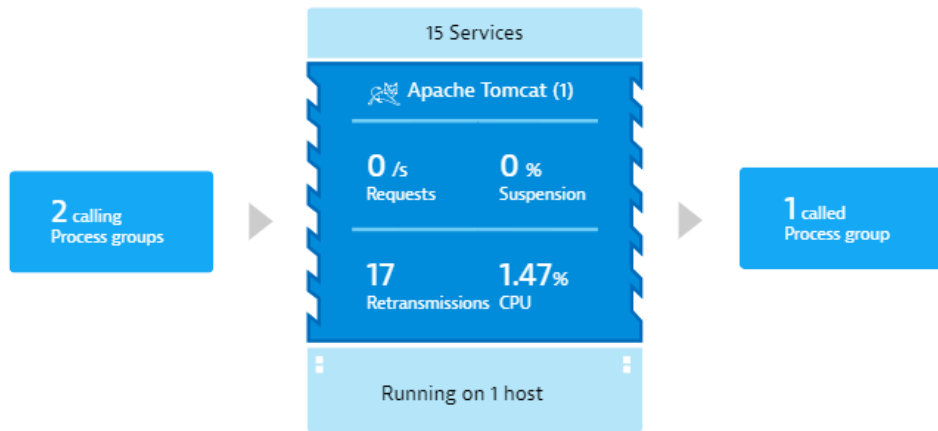 15 Services
Apache Tomcat (1)
0 /s
Requests
0 %
Suspension
2 calling
Process groups
1 called
Process group
17
Retransmissions
1.47%
CPU
Running on 1 host